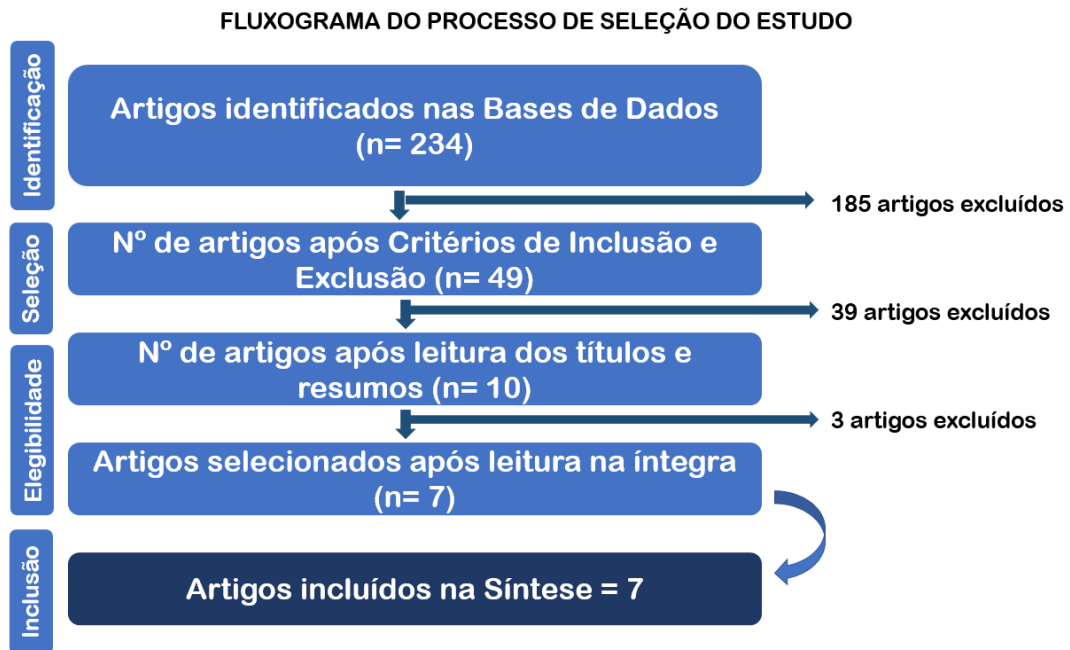 FLUXOGRAMA DO PROCESSO DE SELEÇÃO DO ESTUDO
Identificação
Artigos identificados nas Bases de Dados
(n= 234)
185 artigos excluídos
Seleção
Nº de artigos após Critérios de Inclusão e
Exclusão (n= 49)
39 artigos excluídos
Elegibilidade
Nº de artigos após leitura dos títulos e
resumos (n= 10)
3 artigos excluídos
Artigos selecionados após leitura na íntegra
(n= 7)
Inclusão
Artigos incluídos na Síntese = 7